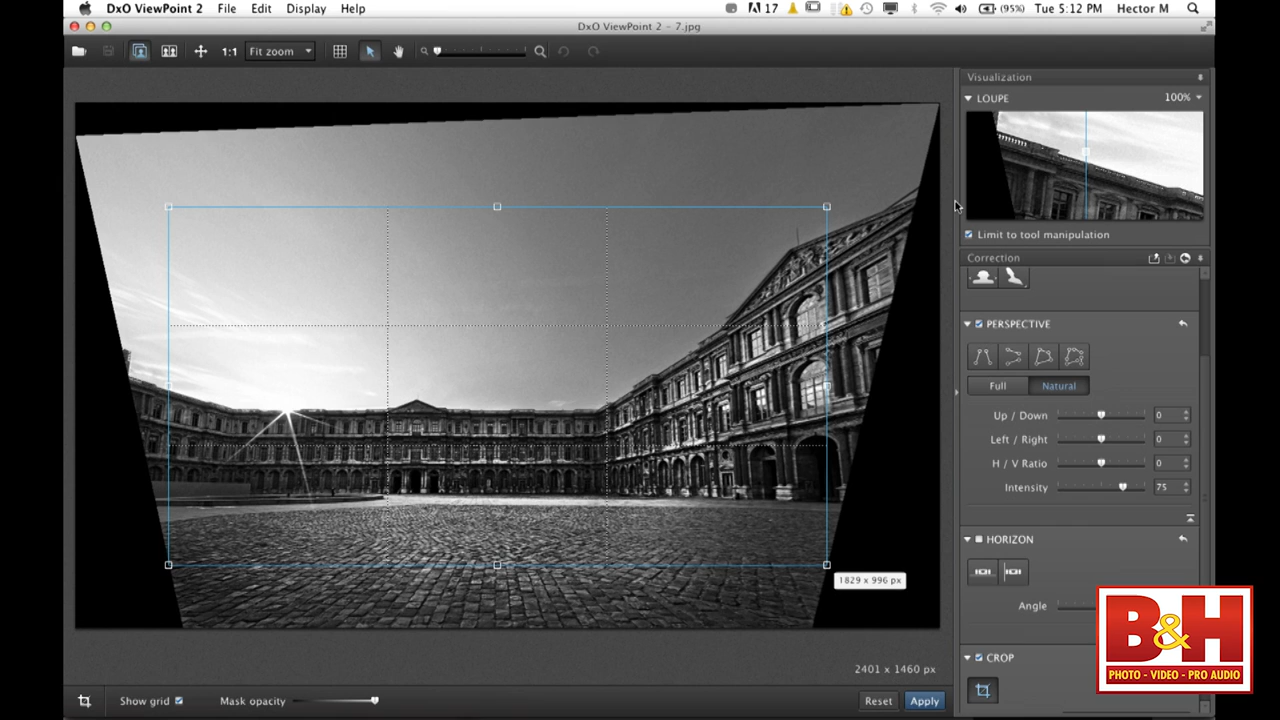 DxO ViewPoint 2 File Edit Display Help 17 (95%) Tue 5:12 PM Hector M
DxO ViewPoint 2 - 7.jpg
1:1 Fit zoom
Visualization
LOUPE 100%
Limit to tool manipulation
Correction
PERSPECTIVE
Full Natural
Up / Down 0
Left / Right 0
H / V Ratio 0
Intensity 75
HORIZON
1829 x 996 px
Angle
B&H
PHOTO - VIDEO - PRO AUDIO
CROP
2401 x 1460 px
Show grid Mask opacity Reset Apply